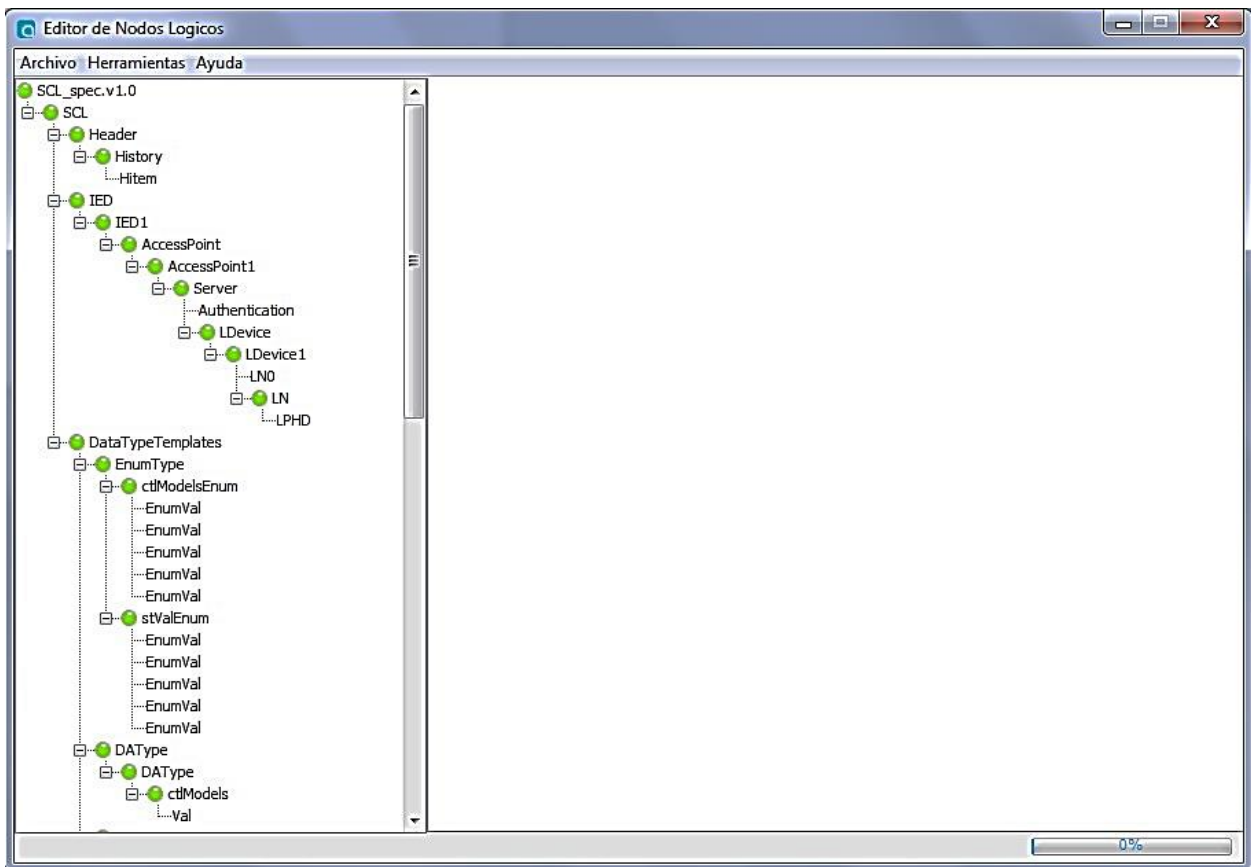 Editor de Nodos Logicos
Archivo Herramientas Ayuda
SCL_spec.v1.0
SCL
Header
History
Hitem
IED
IED1
AccessPoint
AccessPoint1
Server
Authentication
LDevice
LDevice1
LN0
LN
LPHD
DataTypeTemplates
EnumType
ctlModelsEnum
EnumVal
EnumVal
EnumVal
EnumVal
EnumVal
stValEnum
EnumVal
EnumVal
EnumVal
EnumVal
EnumVal
DAType
DAType
ctlModels
Val
0%